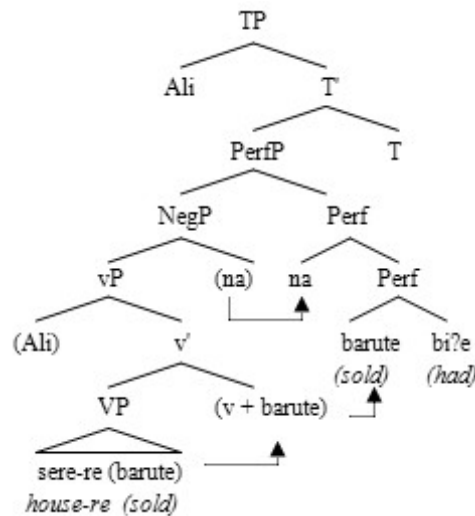 TP
Ali T'
PerfP T
NegP Perf
vP (na) na Perf
(Ali) v' barute bi?e
(sold) (had)
VP (v + barute)
sere-re (barute)
house-re (sold)